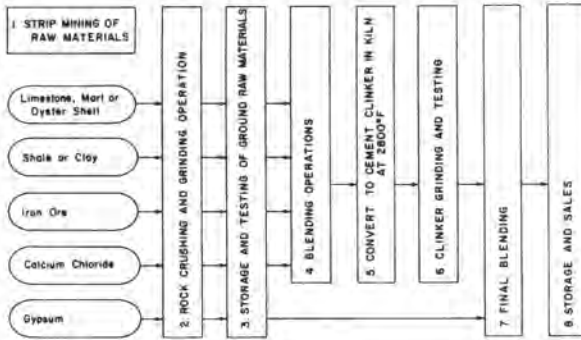 1 STRIP MINING OF
RAW MATERIALS
Limestone, Marl or
Oyster Shell
Shale or Clay
Iron Ore
Calcium Chloride
Gypsum
2. ROCK CRUSHING AND GRINDING OPERATION
3. STORAGE AND TESTING OF GROUND RAW MATERIALS
4 BLENDING OPERATIONS
5. CONVERT TO CEMENT CLINKER IN KILN
AT 2800°F
6. CLINKER GRINDING AND TESTING
7 FINAL BLENDING
8. STORAGE AND SALES